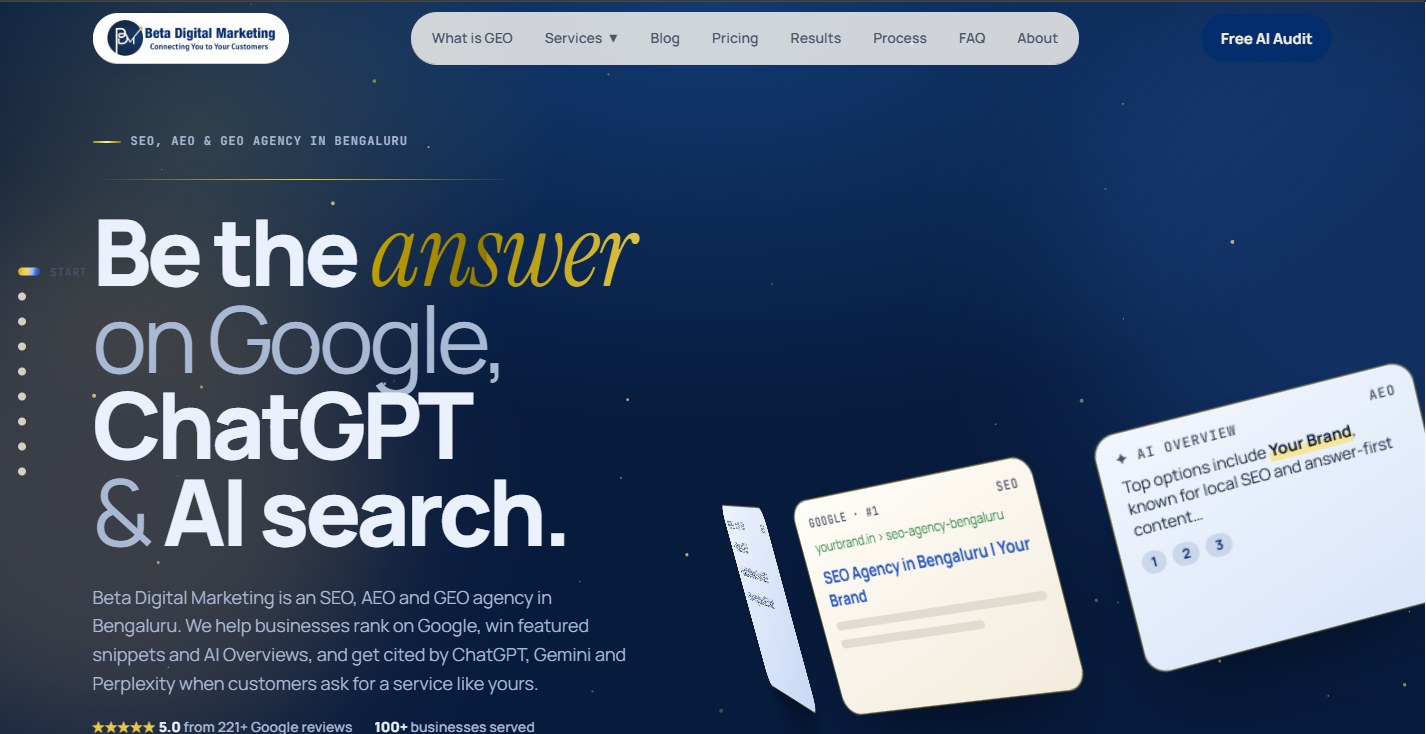 Beta Digital Marketing
Connecting You to Your Customers
What is GEO Services ▼ Blog Pricing Results Process FAQ About
Free AI Audit
SEO, AEO & GEO AGENCY IN BENGALURU
START
Be the answer
on Google,
ChatGPT
& AI search.
Beta Digital Marketing is an SEO, AEO and GEO agency in
Bengaluru. We help businesses rank on Google, win featured
snippets and AI Overviews, and get cited by ChatGPT, Gemini and
Perplexity when customers ask for a service like yours.
★★★★★ 5.0 from 221+ Google reviews 100+ businesses served
SEO
GOOGLE · #1
yourbrand.in › seo-agency-bengaluru
SEO Agency in Bengaluru | Your
Brand
AEO
✦ AI OVERVIEW
Top options include Your Brand,
known for local SEO and answer-first
content...
1 2 3